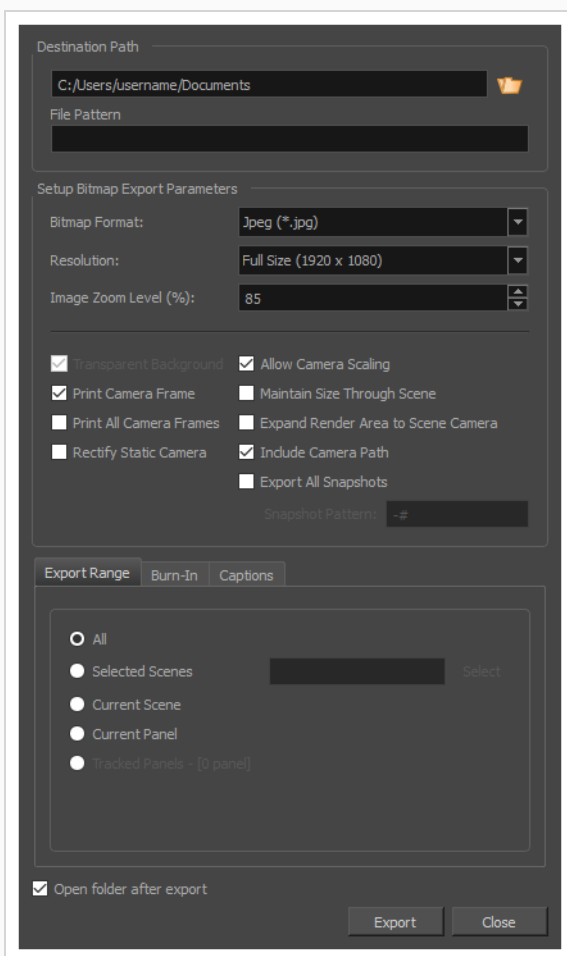 Destination Path
C:/Users/username/Documents
File Pattern
Setup Bitmap Export Parameters
Bitmap Format: Jpeg (*.jpg)
Resolution: Full Size (1920 x 1080)
Image Zoom Level (%): 85
Transparent Background Allow Camera Scaling
Print Camera Frame Maintain Size Through Scene
Print All Camera Frames Expand Render Area to Scene Camera
Rectify Static Camera Include Camera Path
Export All Snapshots
Snapshot Pattern: -#
Export Range Burn-In Captions
All
Selected Scenes Select
Current Scene
Current Panel
Tracked Panels - [0 panel]
Open folder after export
Export Close